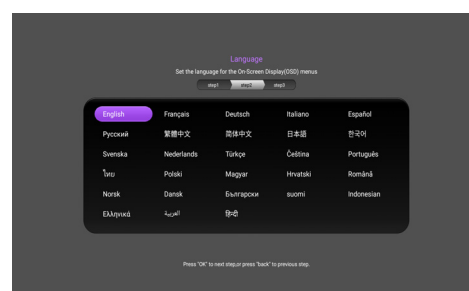 Language
Set the language for the On-Screen Display(OSD) menus
step1 step2 step3
English Français Deutsch Italiano Español
Русский 繁體中文 简体中文 日本語 한국어
Svenska Nederlands Türkçe Čeština Português
ไทย Polski Magyar Hrvatski Română
Norsk Dansk Български suomi Indonesian
Ελληνικά العربية हिन्दी
Press "OK" to next step,or press "back" to previous step.